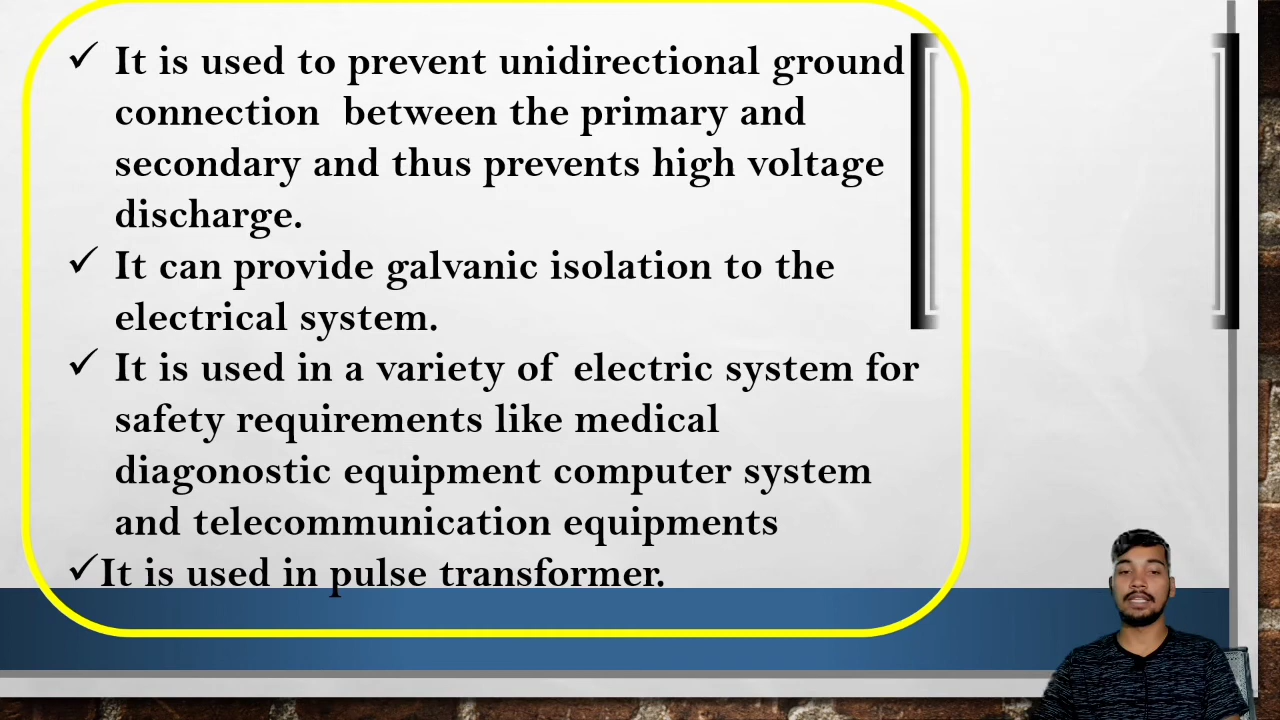 ✓ It is used to prevent unidirectional ground
connection between the primary and
secondary and thus prevents high voltage
discharge.
✓ It can provide galvanic isolation to the
electrical system.
✓ It is used in a variety of electric system for
safety requirements like medical
diagonostic equipment computer system
and telecommunication equipments
✓It is used in pulse transformer.